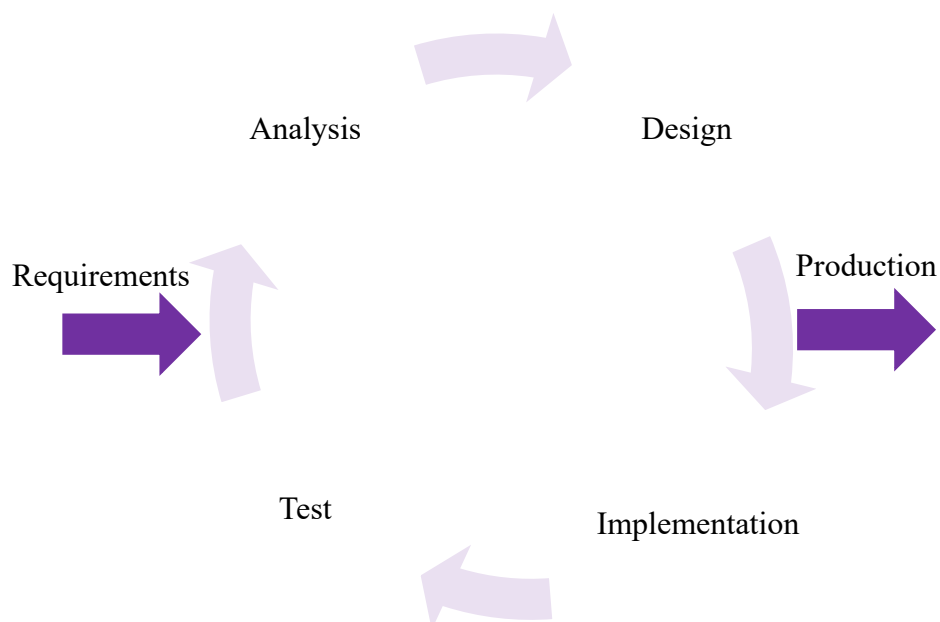 Analysis
Design
Requirements
Production
Test
Implementation